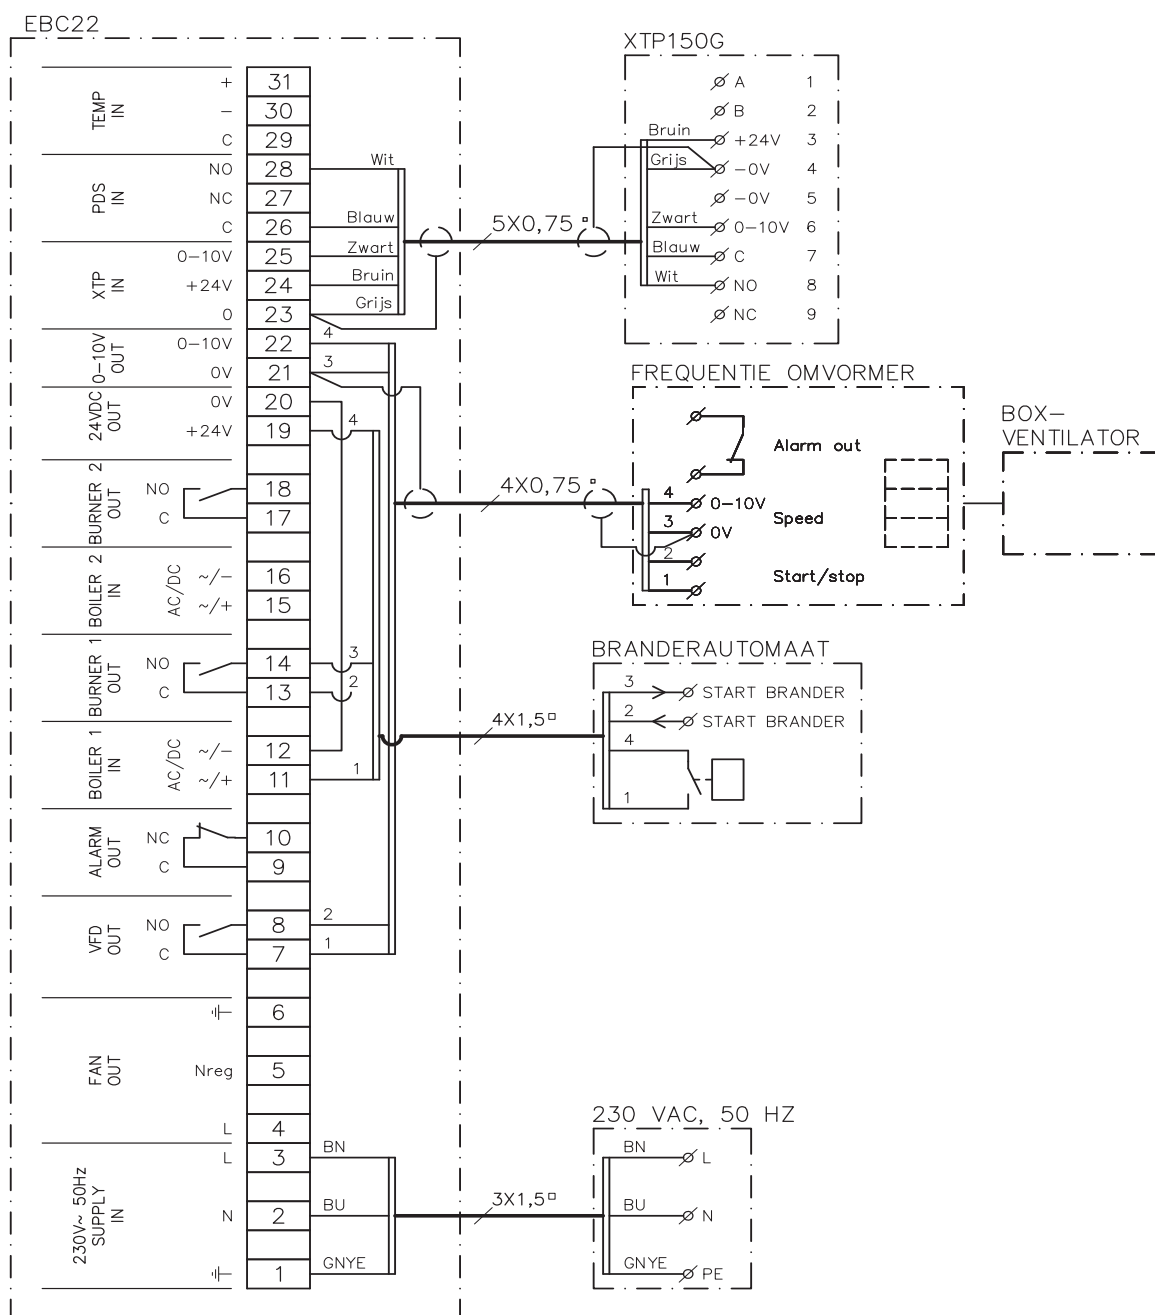 EBC22
TEMP
IN
+ 31
− 30
C 29
PDS
IN
NO 28 Wit
NC 27
C 26 Blauw
XTP
IN
0−10V 25 Zwart
+24V 24 Bruin
0 23 Grijs
0−10V
OUT
0−10V 22 4
0V 21 3
24VDC
OUT
0V 20
+24V 19 4
BURNER 2
OUT
NO 18
C 17
BOILER 2
IN
AC/DC
~/− 16
~/+ 15
BURNER 1
OUT
NO 14 3
C 13 2
BOILER 1
IN
AC/DC
~/− 12
~/+ 11 1
ALARM
OUT
NC 10
C 9
VFD
OUT
NO 8 2
C 7 1
FAN
OUT
6
Nreg 5
L 4
230V~ 50Hz
SUPPLY
IN
L 3 BN
N 2 BU
1 GNYE
5X0,75 □
XTP150G
A 1
B 2
Bruin +24V 3
Grijs −0V 4
−0V 5
Zwart 0−10V 6
Blauw C 7
Wit NO 8
NC 9
4X0,75 □
FREQUENTIE OMVORMER
Alarm out
4 0−10V
Speed
3 0V
2
Start/stop
1
BOX−
VENTILATOR
4X1,5 □
BRANDERAUTOMAAT
3 START BRANDER
2 START BRANDER
4
1
3X1,5 □
230 VAC, 50 HZ
BN L
BU N
GNYE PE